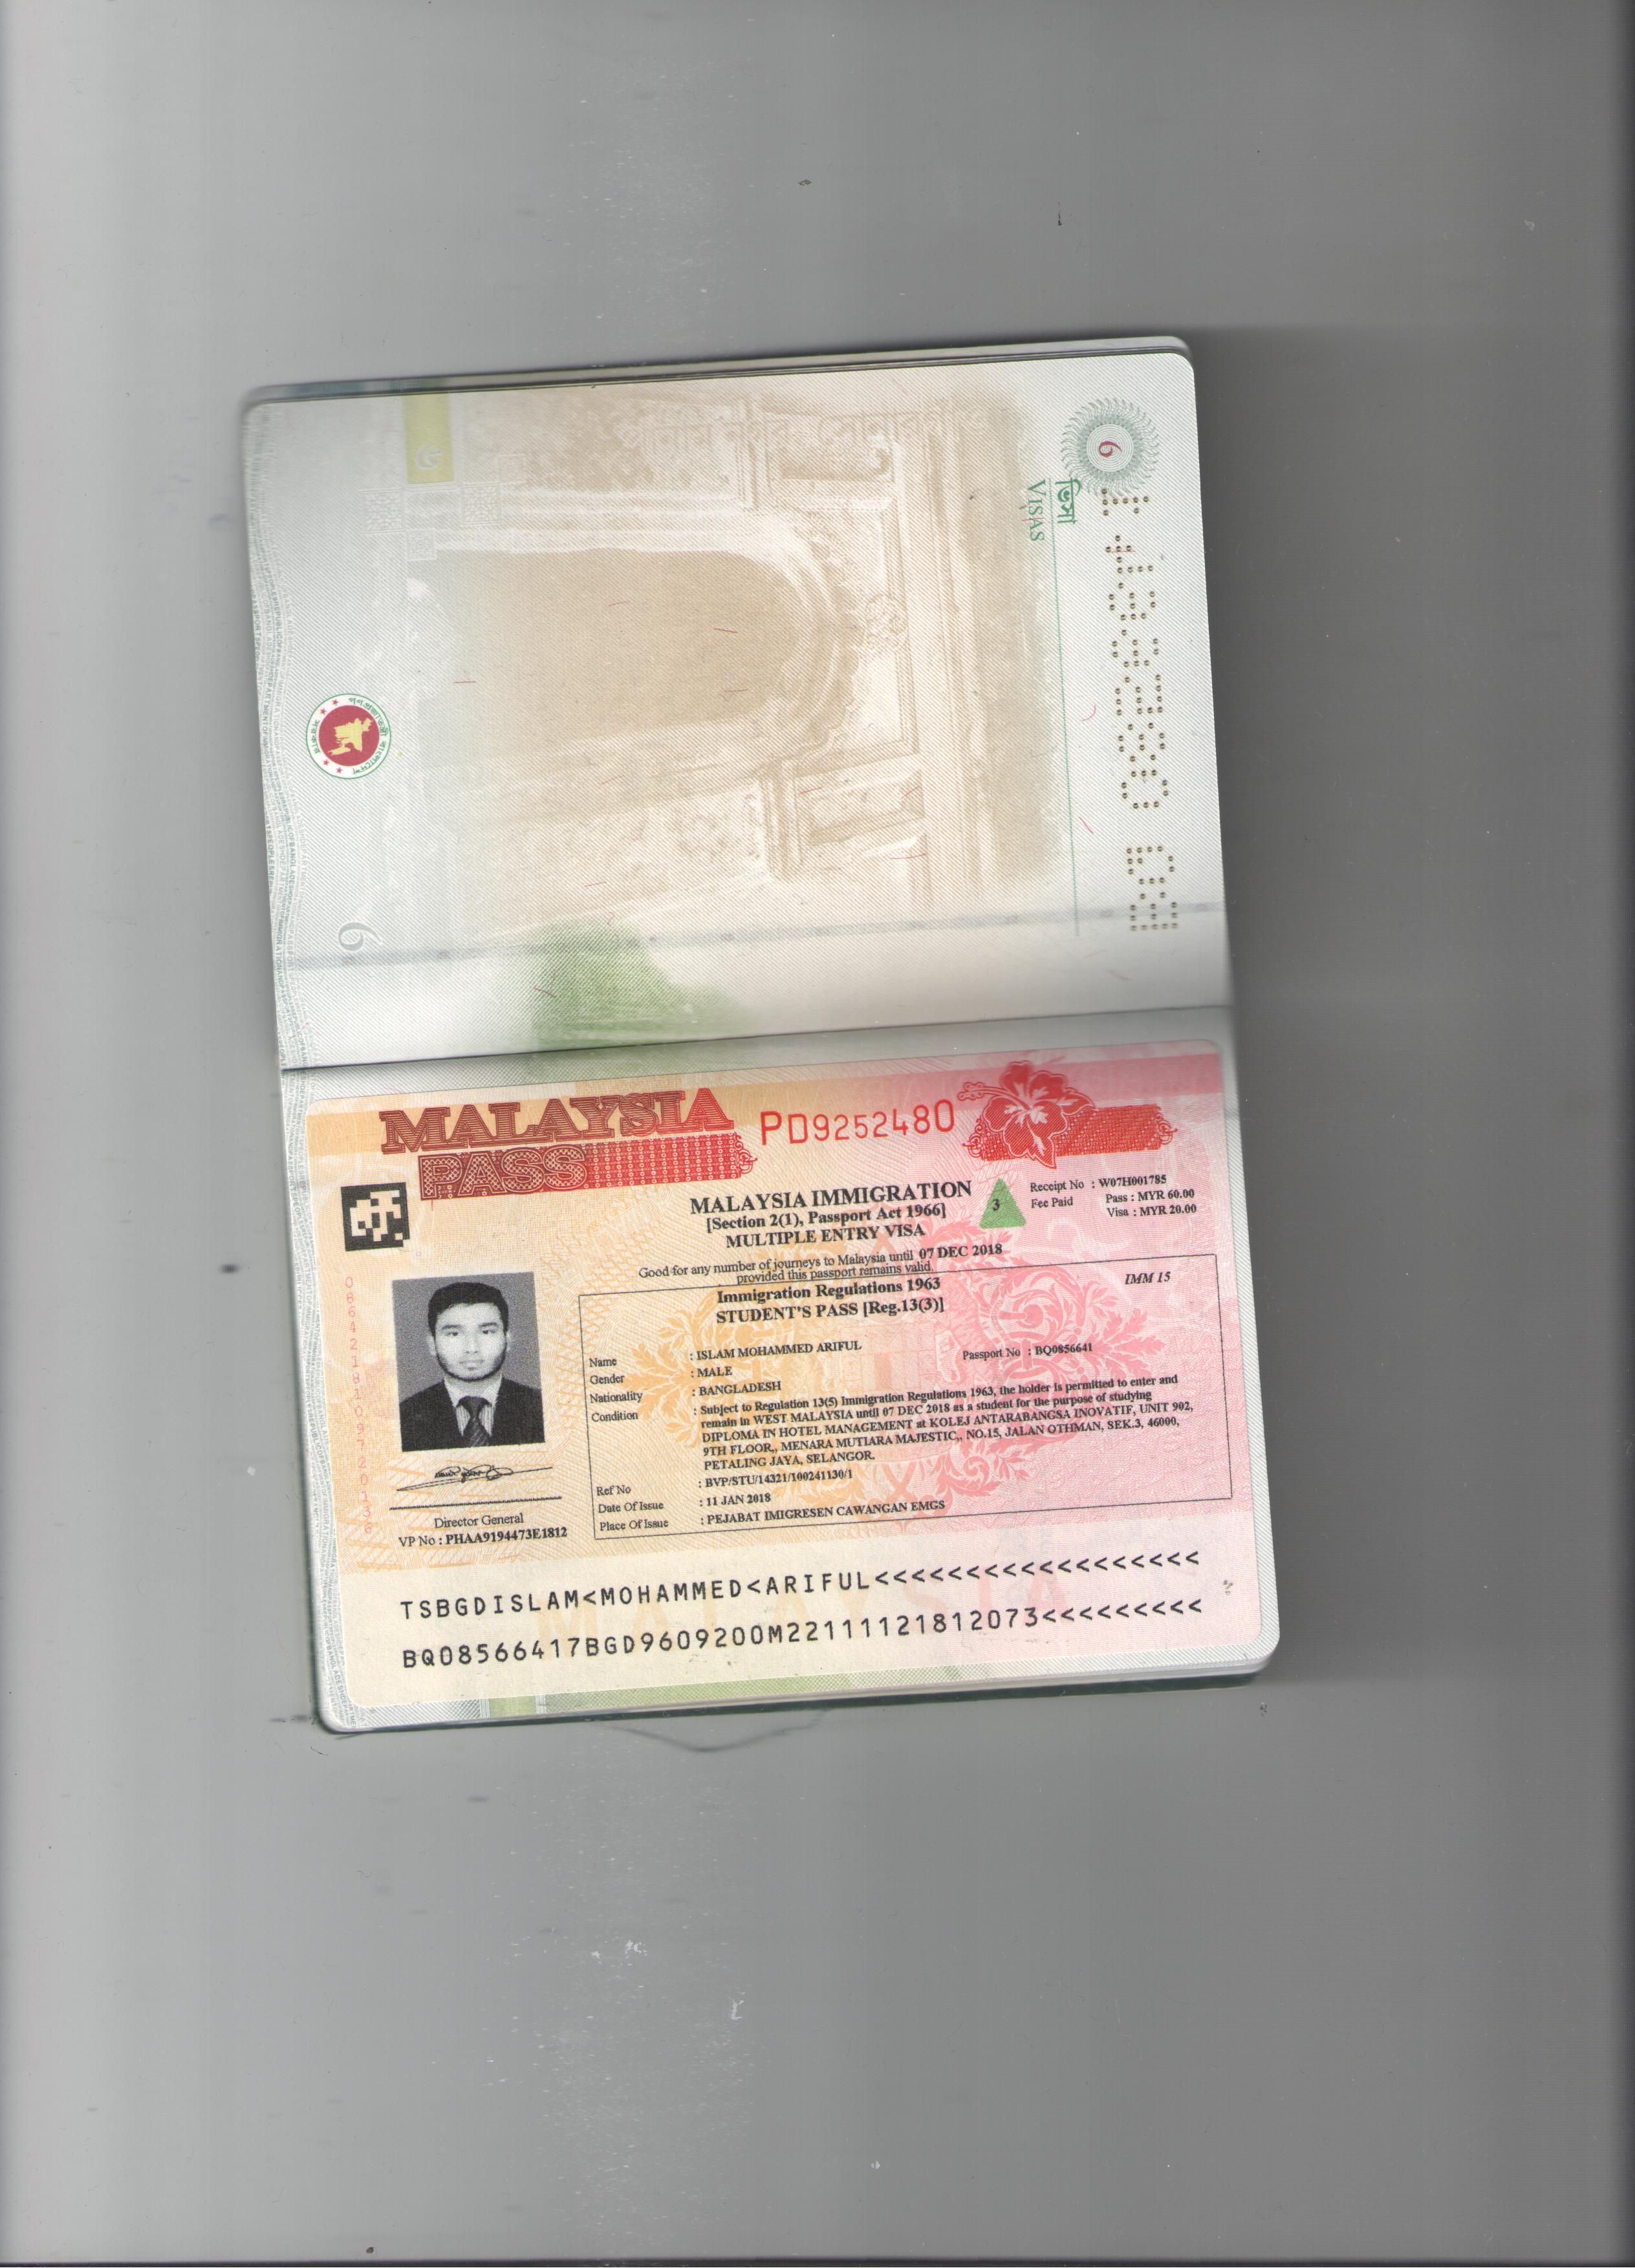 6
ভিসা
VISAS
6
MALAYSIA
PASS
PD9252480
MALAYSIA IMMIGRATION
[Section 2(1), Passport Act 1966]
MULTIPLE ENTRY VISA
3
Receipt No : W07H001785
Fee Paid Pass : MYR 60.00
Visa : MYR 20.00
Good for any number of journeys to Malaysia until 07 DEC 2018
provided this passport remains valid.
Immigration Regulations 1963
IMM 15
STUDENT'S PASS [Reg.13(3)]
Name : ISLAM MOHAMMED ARIFUL
Passport No : BQ0856641
Gender : MALE
Nationality : BANGLADESH
Condition : Subject to Regulation 13(5) Immigration Regulations 1963, the holder is permitted to enter and
remain in WEST MALAYSIA until 07 DEC 2018 as a student for the purpose of studying
DIPLOMA IN HOTEL MANAGEMENT at KOLEJ ANTARABANGSA INOVATIF, UNIT 902,
9TH FLOOR,, MENARA MUTIARA MAJESTIC,, NO.15, JALAN OTHMAN, SEK.3, 46000,
PETALING JAYA, SELANGOR.
Ref No : BVP/STU/14321/100241130/1
Date Of Issue : 11 JAN 2018
Place Of Issue : PEJABAT IMIGRESEN CAWANGAN EMGS
Director General
VP No : PHAA9194473E1812
TSBGDISLAM<MOHAMMED<ARIFUL<<<<<<<<<<<<<<<<<<
BQ08566417BGD9609200M22111121812073<<<<<<<<<